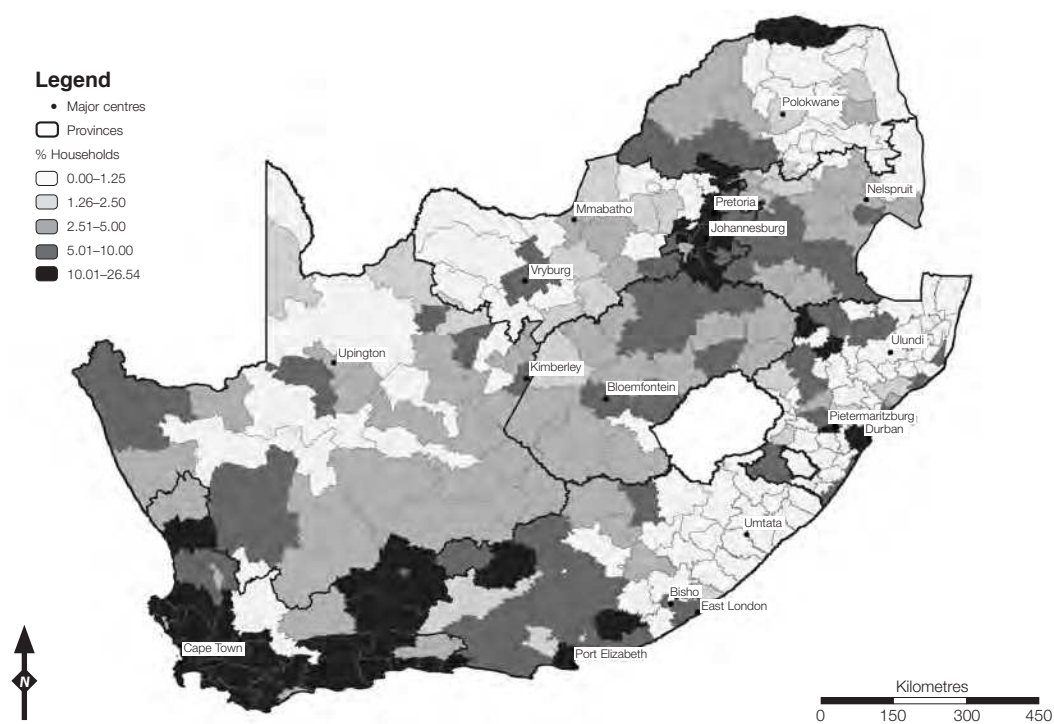 Legend
Major centres
Provinces
% Households
0.00–1.25
1.26–2.50
2.51–5.00
5.01–10.00
10.01–26.54
Polokwane
Nelspruit
Pretoria
Mmabatho
Johannesburg
Vryburg
Ulundi
Upington
Kimberley
Bloemfontein
Pietermaritzburg
Durban
Umtata
Bisho
East London
Cape Town
Port Elizabeth
N
Kilometres
0 150 300 450